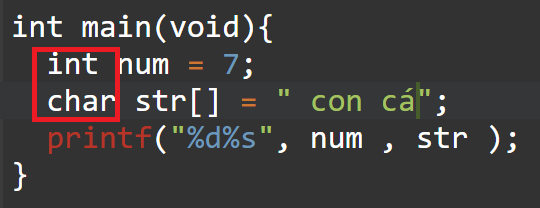 int main(void){
  int num = 7;
  char str[] = " con cá";
  printf("%d%s", num , str );
}